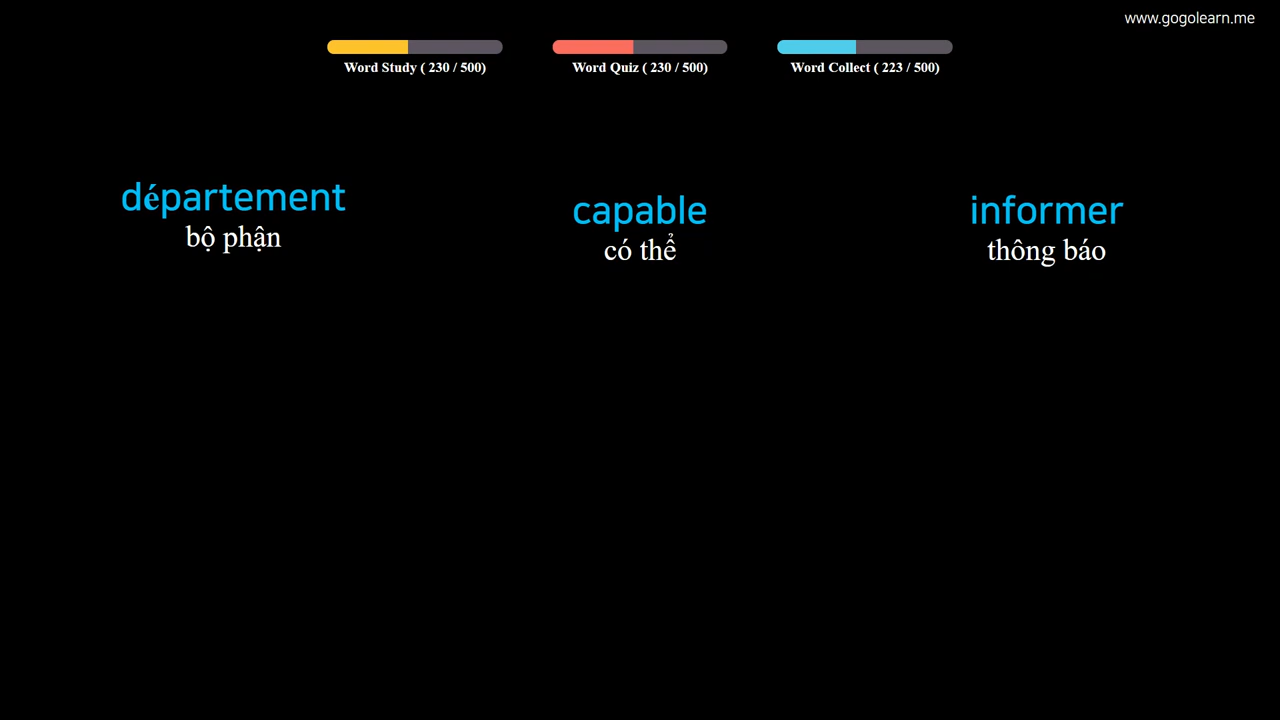 www.gogolearn.me
Word Study ( 230 / 500)
Word Quiz ( 230 / 500)
Word Collect ( 223 / 500)
département
bộ phận
capable
có thể
informer
thông báo